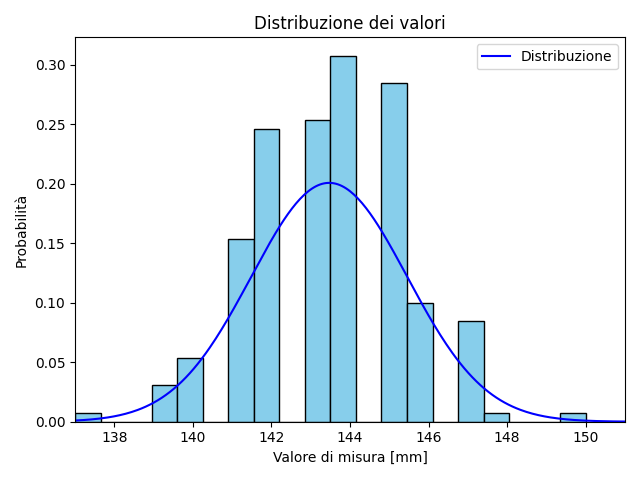 Distribuzione dei valori
Distribuzione
Probabilità
0.30
0.25
0.20
0.15
0.10
0.05
0.00
138 140 142 144 146 148 150
Valore di misura [mm]